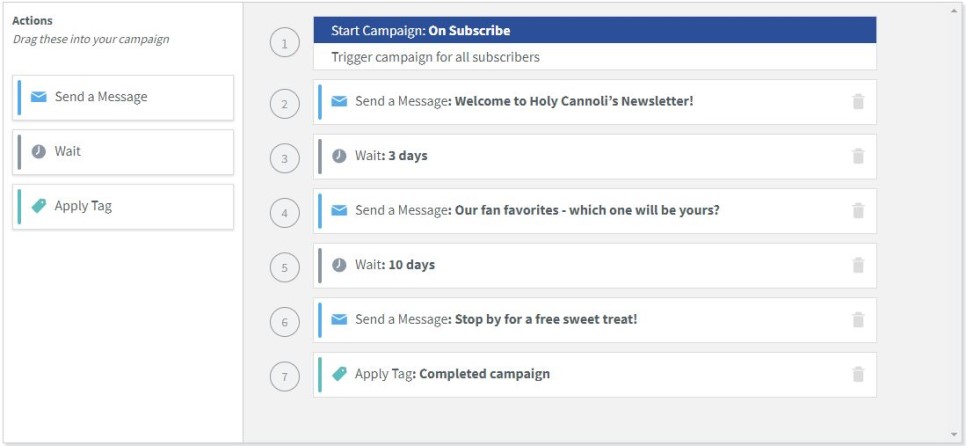 Actions
Drag these into your campaign
Send a Message
Wait
Apply Tag
1
Start Campaign: On Subscribe
Trigger campaign for all subscribers
2
Send a Message: Welcome to Holy Cannoli’s Newsletter!
3
Wait: 3 days
4
Send a Message: Our fan favorites - which one will be yours?
5
Wait: 10 days
6
Send a Message: Stop by for a free sweet treat!
7
Apply Tag: Completed campaign